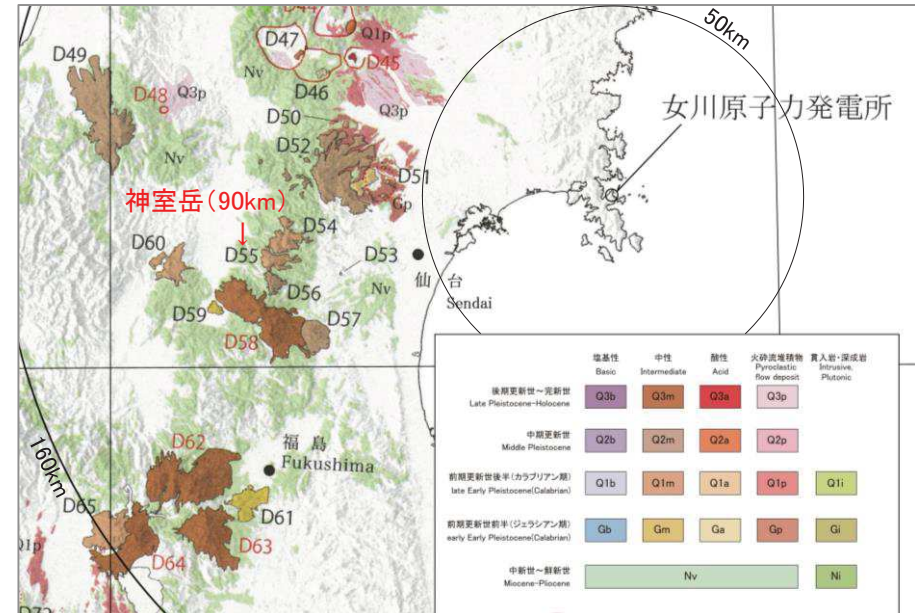 D44
50km
D47
Q1p
D49
D45
Nv
D46
D48
Q3p
Q3p
D50
女川原子力発電所
D52
Nv
D51
Gp
神室岳(90km)
↓
D54
D60
D55
D53
仙台
Sendai
D56
Nv
D59
D57
D58
塩基性
Basic
中性
Intermediate
酸性
Acid
火砕流堆積物
Pyroclastic
flow deposit
貫入岩・深成岩
Intrusive,
Plutonic
後期更新世～完新世
Late Pleistocene-Holocene
Q3b
Q3m
Q3a
Q3p
中期更新世
Middle Pleistocene
Q2b
Q2m
Q2a
Q2p
前期更新世後半(カラブリアン期)
late Early Pleistocene(Calabrian)
Q1b
Q1m
Q1a
Q1p
Q1i
前期更新世前半(ジェラシアン期)
early Early Pleistocene(Calabrian)
Gb
Gm
Ga
Gp
Gi
中新世～鮮新世
Miocene-Pliocene
Nv
Ni
D62
福島
Fukushima
160km
D65
D61
Q1p
D63
D64
D72